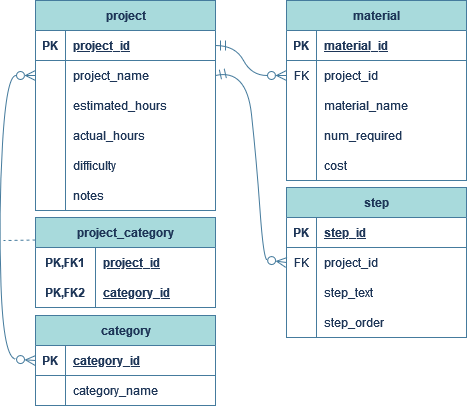 project
PK project_id
project_name
estimated_hours
actual_hours
difficulty
notes
project_category
PK,FK1 project_id
PK,FK2 category_id
category
PK category_id
category_name
material
PK material_id
FK project_id
material_name
num_required
cost
step
PK step_id
FK project_id
step_text
step_order